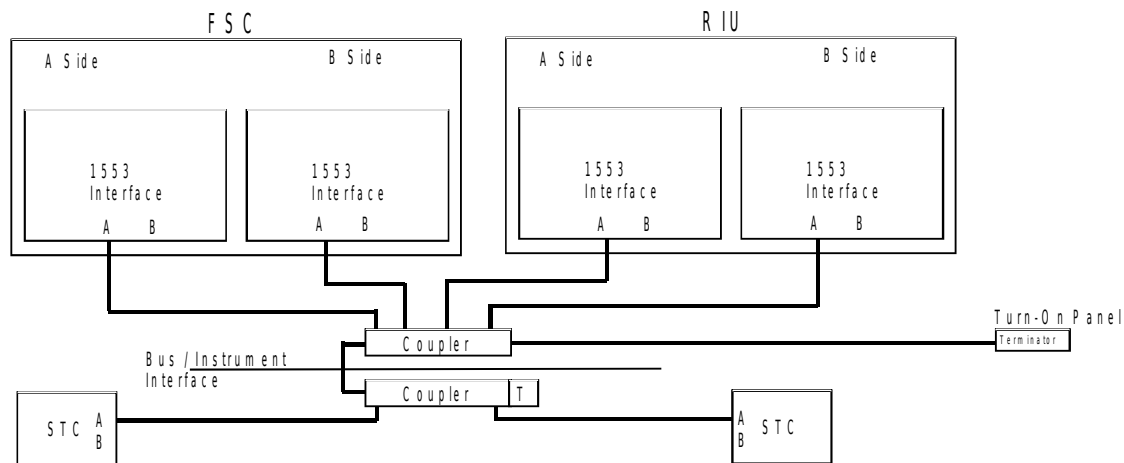 FSC
RIU
A Side
B Side
A Side
B Side
1553
Interface
1553
Interface
1553
Interface
1553
Interface
A B
A B
A B
A B
Turn-On Panel
Terminator
Coupler
Bus / Instrument
Interface
Coupler
T
STC
A
B
A
B
STC